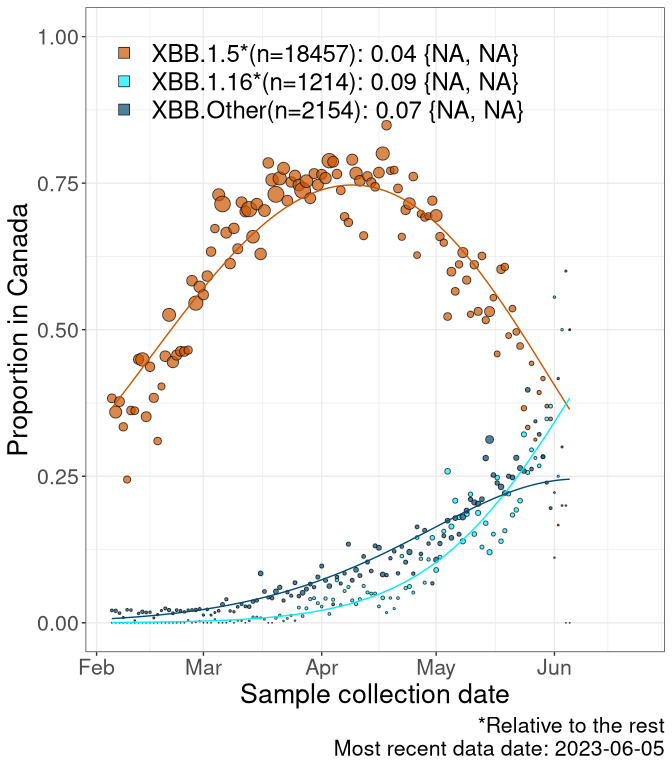 XBB.1.5*(n=18457): 0.04 {NA, NA}
XBB.1.16*(n=1214): 0.09 {NA, NA}
XBB.Other(n=2154): 0.07 {NA, NA}
1.00
0.75
0.50
0.25
0.00
Proportion in Canada
Feb Mar Apr May Jun
Sample collection date
*Relative to the rest
Most recent data date: 2023-06-05